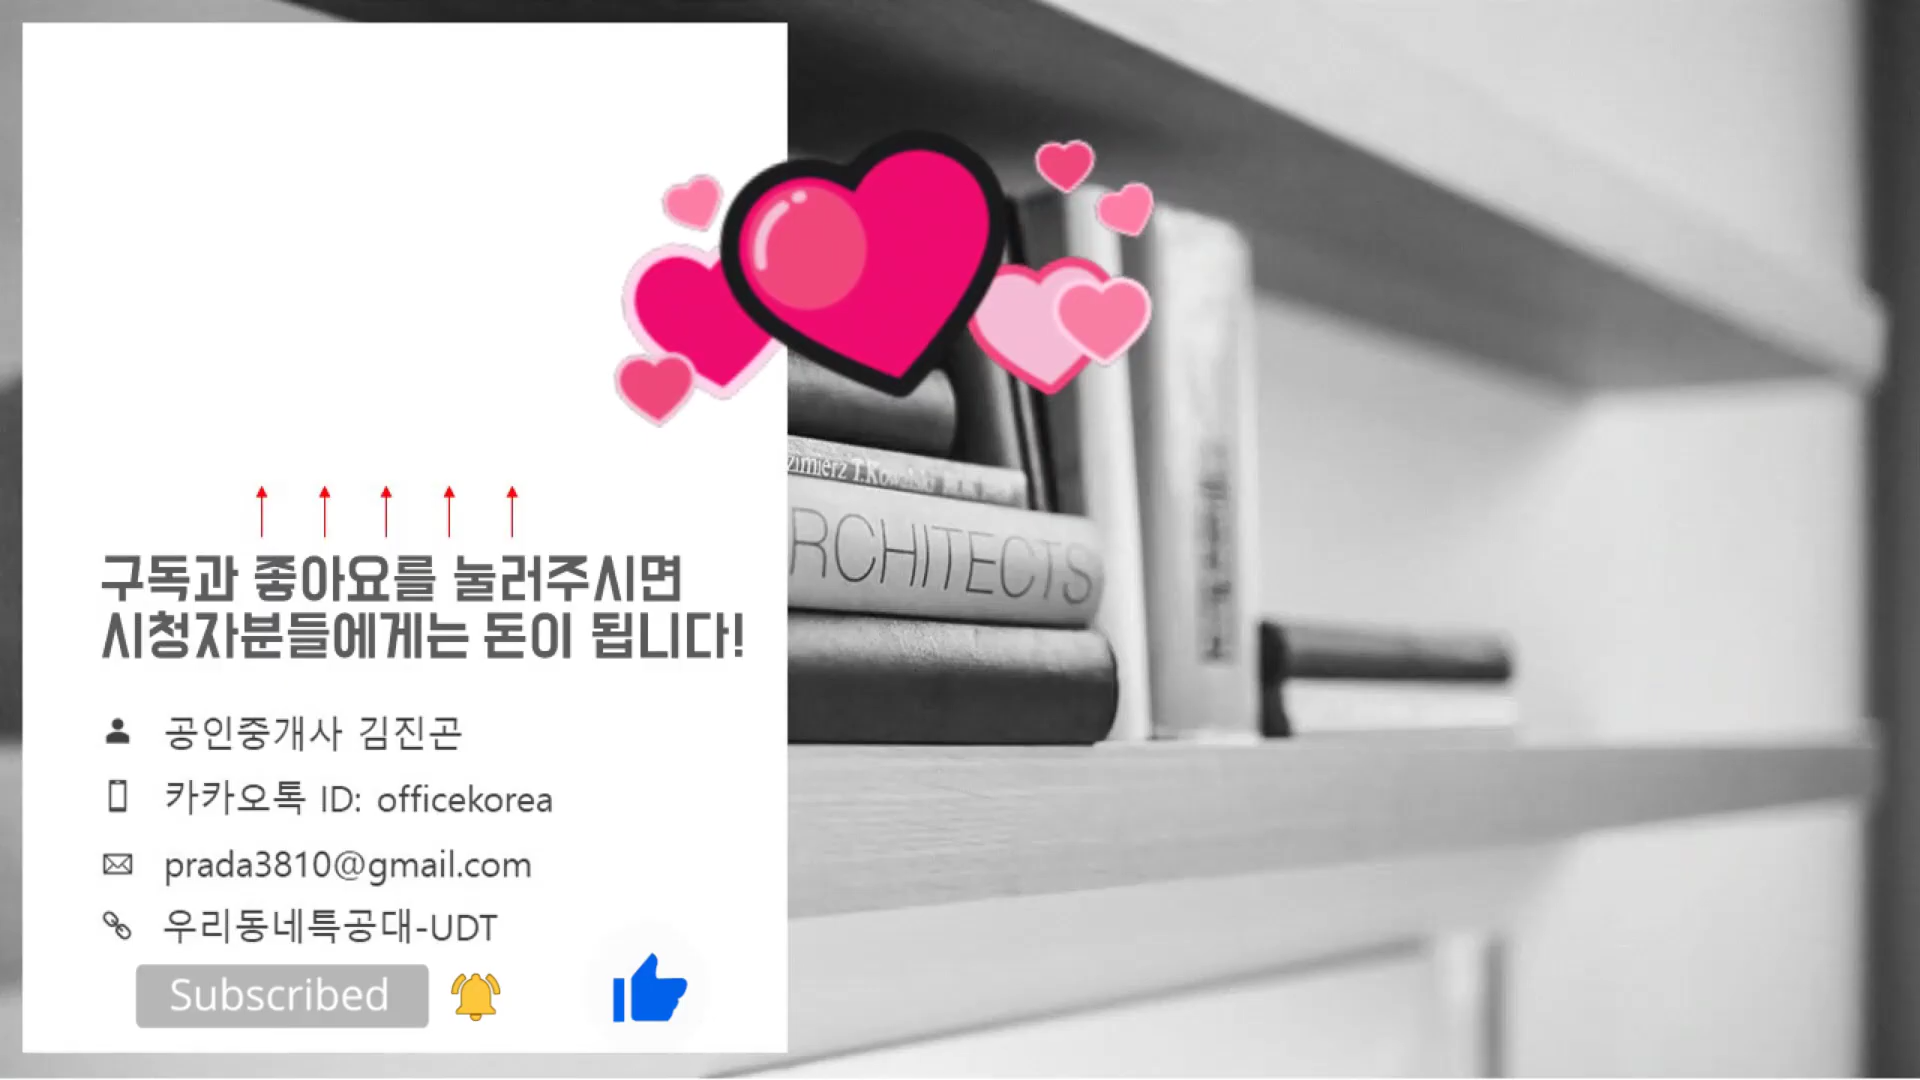 구독과 좋아요를 눌러주시면
시청자분들에게는 돈이 됩니다!
공인중개사 김진곤
카카오톡 ID: officekorea
prada3810@gmail.com
우리동네특공대-UDT
Subscribed
zimierz T.Kowalski
RCHITECTS